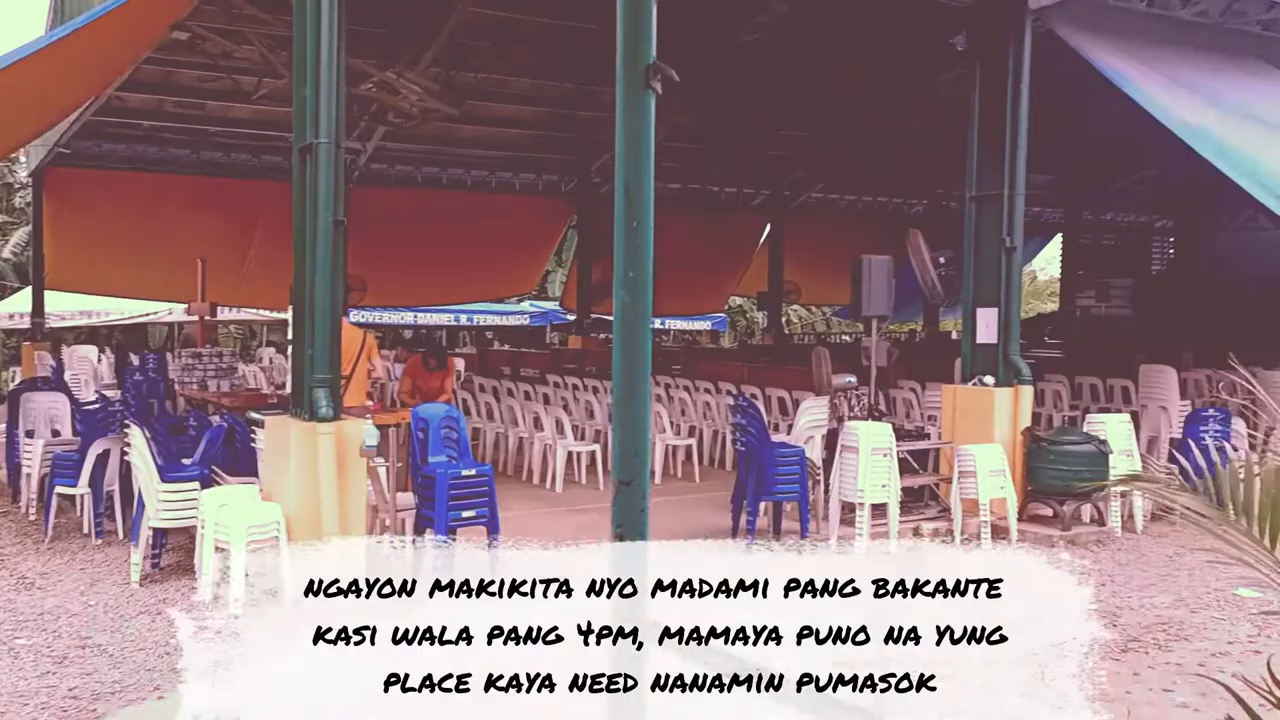 GOVERNOR DANIEL R. FERNANDO
R. FERNANDO
NGAYON MAKIKITA NYO MADAMI PANG BAKANTE
KASI WALA PANG 4PM, MAMAYA PUNO NA YUNG
PLACE KAYA NEED NANAMIN PUMASOK